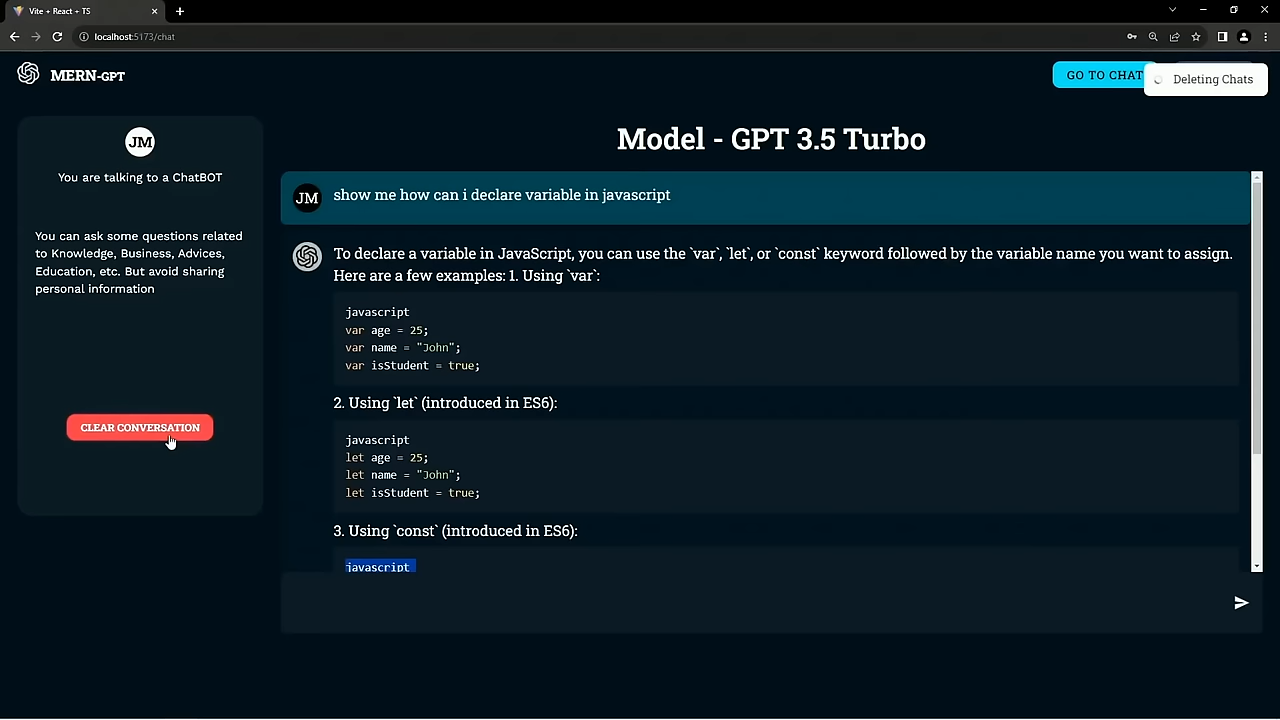 Vite + React + TS
localhost:5173/chat
MERN-GPT
GO TO CHAT
Deleting Chats
JM
You are talking to a ChatBOT
You can ask some questions related
to Knowledge, Business, Advices,
Education, etc. But avoid sharing
personal information
CLEAR CONVERSATION
Model - GPT 3.5 Turbo
JM
show me how can i declare variable in javascript
To declare a variable in JavaScript, you can use the `var`, `let`, or `const` keyword followed by the variable name you want to assign.
Here are a few examples: 1. Using `var`:
javascript
var age = 25;
var name = "John";
var isStudent = true;
2. Using `let` (introduced in ES6):
javascript
let age = 25;
let name = "John";
let isStudent = true;
3. Using `const` (introduced in ES6):
javascript